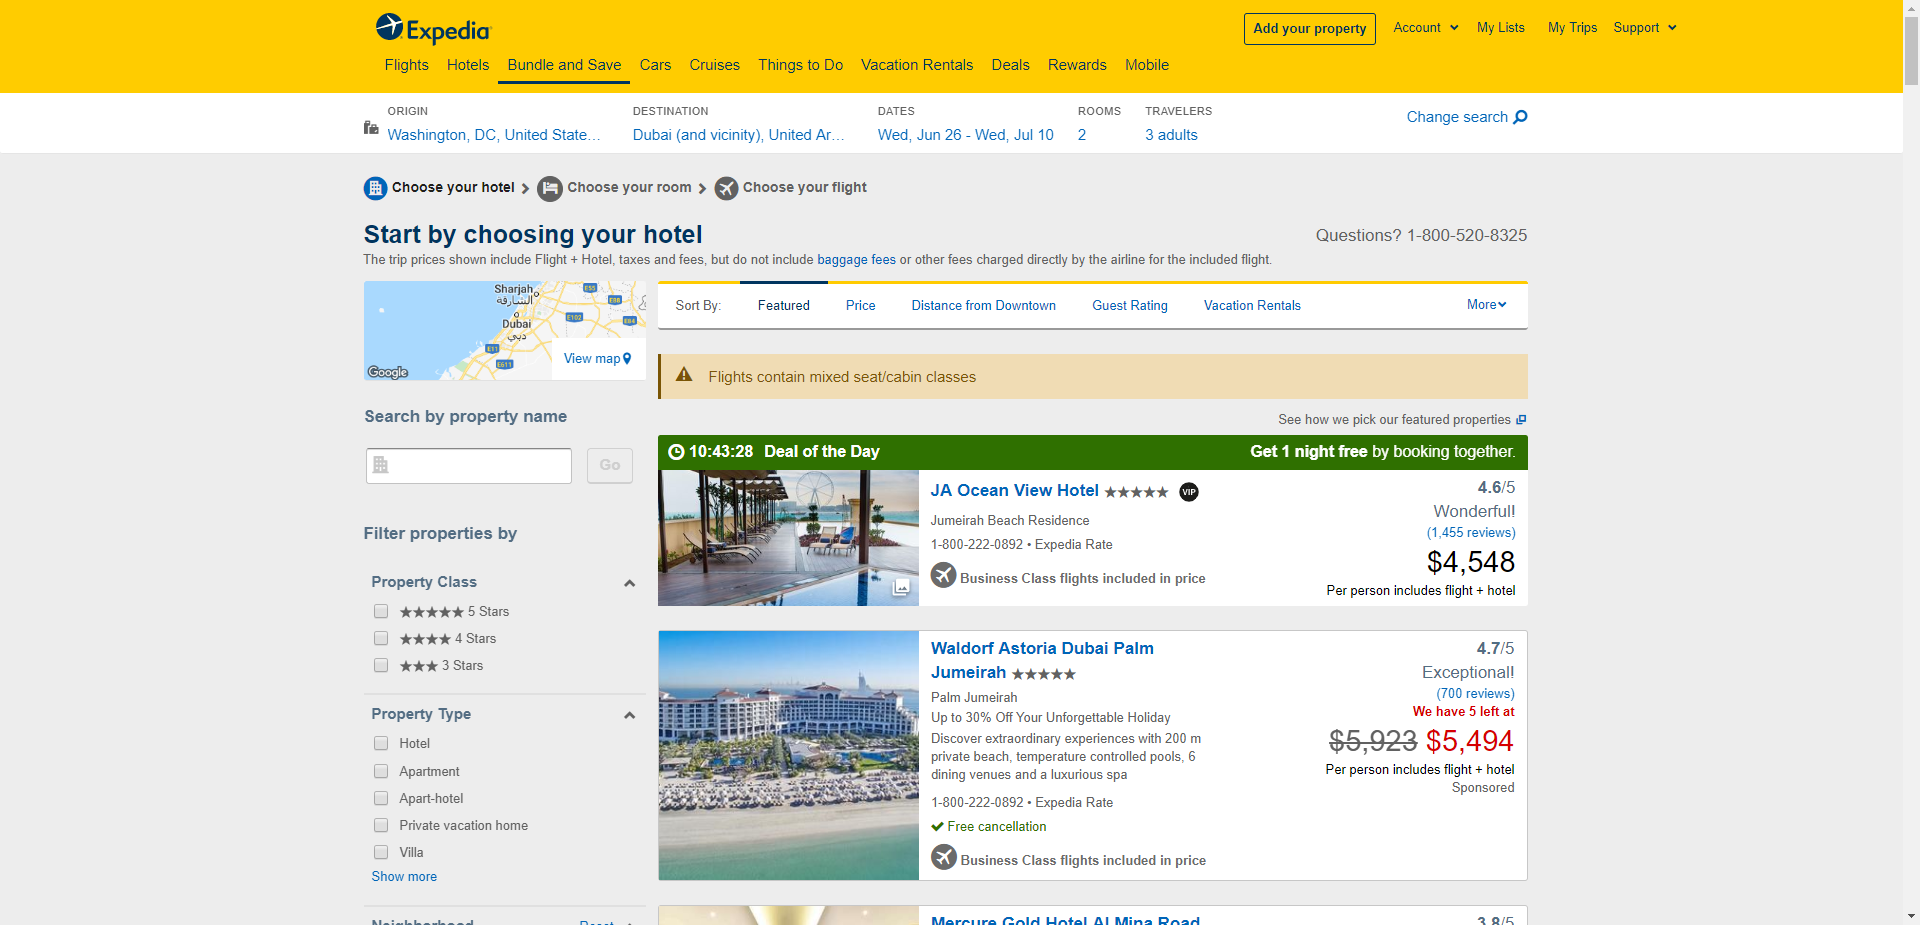 Expedia
Add your property
Account
My Lists
My Trips
Support
Flights
Hotels
Bundle and Save
Cars
Cruises
Things to Do
Vacation Rentals
Deals
Rewards
Mobile
ORIGIN
Washington, DC, United State...
DESTINATION
Dubai (and vicinity), United Ar...
DATES
Wed, Jun 26 - Wed, Jul 10
ROOMS
2
TRAVELERS
3 adults
Change search
Choose your hotel
Choose your room
Choose your flight
Start by choosing your hotel
Questions? 1-800-520-8325
The trip prices shown include Flight + Hotel, taxes and fees, but do not include baggage fees or other fees charged directly by the airline for the included flight.
Sharjah
الشارقة
Dubai
دبي
E55
E88
E102
E84
E11
E611
Google
View map
Search by property name
Go
Filter properties by
Property Class
5 Stars
4 Stars
3 Stars
Property Type
Hotel
Apartment
Apart-hotel
Private vacation home
Villa
Show more
Neighborhood
Reset
Sort By:
Featured
Price
Distance from Downtown
Guest Rating
Vacation Rentals
More
Flights contain mixed seat/cabin classes
See how we pick our featured properties
10:43:28 Deal of the Day
Get 1 night free by booking together.
JA Ocean View Hotel
VIP
Jumeirah Beach Residence
1-800-222-0892 • Expedia Rate
Business Class flights included in price
4.6/5
Wonderful!
(1,455 reviews)
$4,548
Per person includes flight + hotel
Waldorf Astoria Dubai Palm
Jumeirah
Palm Jumeirah
Up to 30% Off Your Unforgettable Holiday
Discover extraordinary experiences with 200 m
private beach, temperature controlled pools, 6
dining venues and a luxurious spa
1-800-222-0892 • Expedia Rate
Free cancellation
Business Class flights included in price
4.7/5
Exceptional!
(700 reviews)
We have 5 left at
$5,923 $5,494
Per person includes flight + hotel
Sponsored
Mercure Gold Hotel Al Mina Road
3.8/5